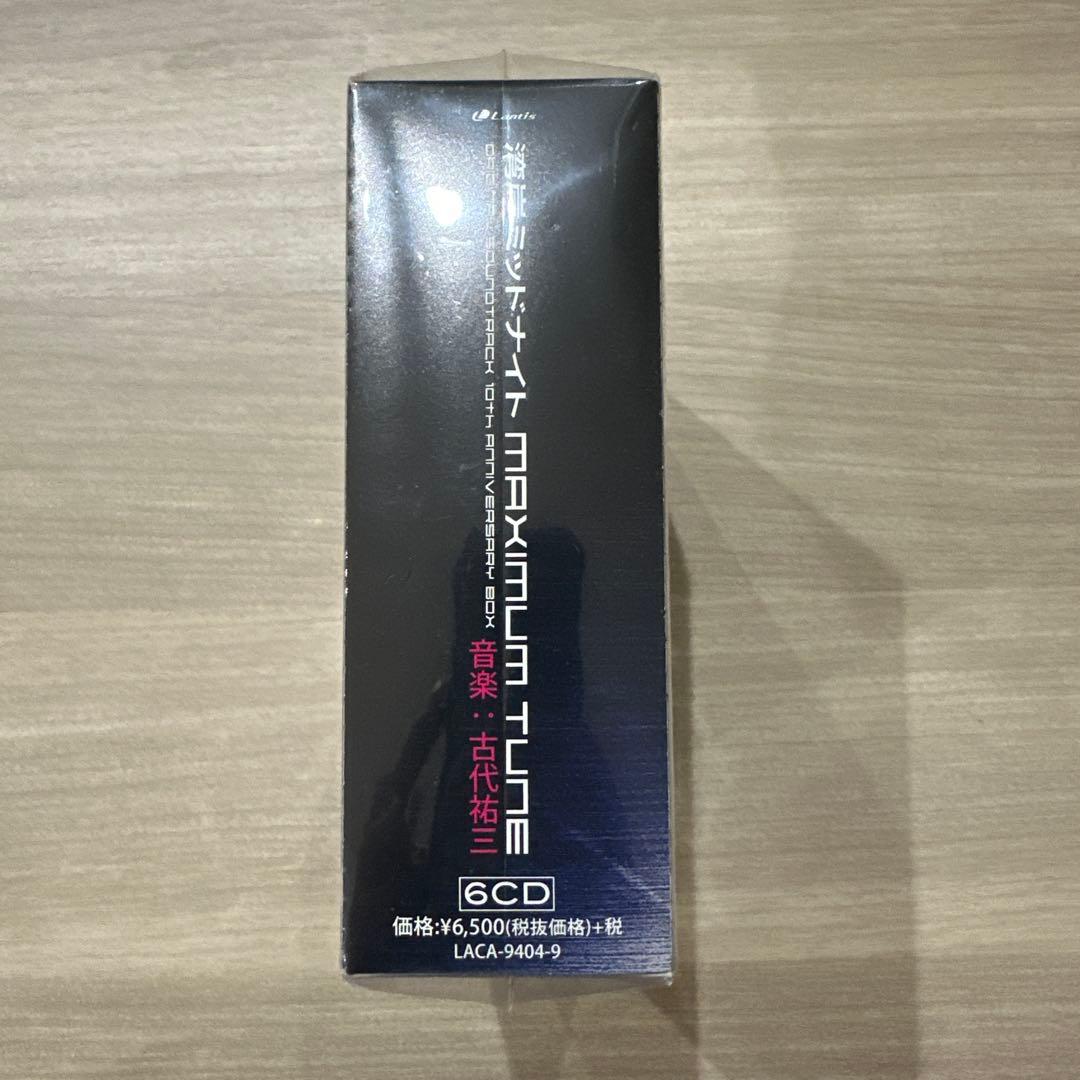 Lantis
湾岸ミッドナイト MAXIMUM TUNE
ORIGINAL SOUNDTRACK 10TH ANNIVERSARY BOX
音楽：古代祐三
6CD
価格:¥6,500(税抜価格)+税
LACA-9404-9